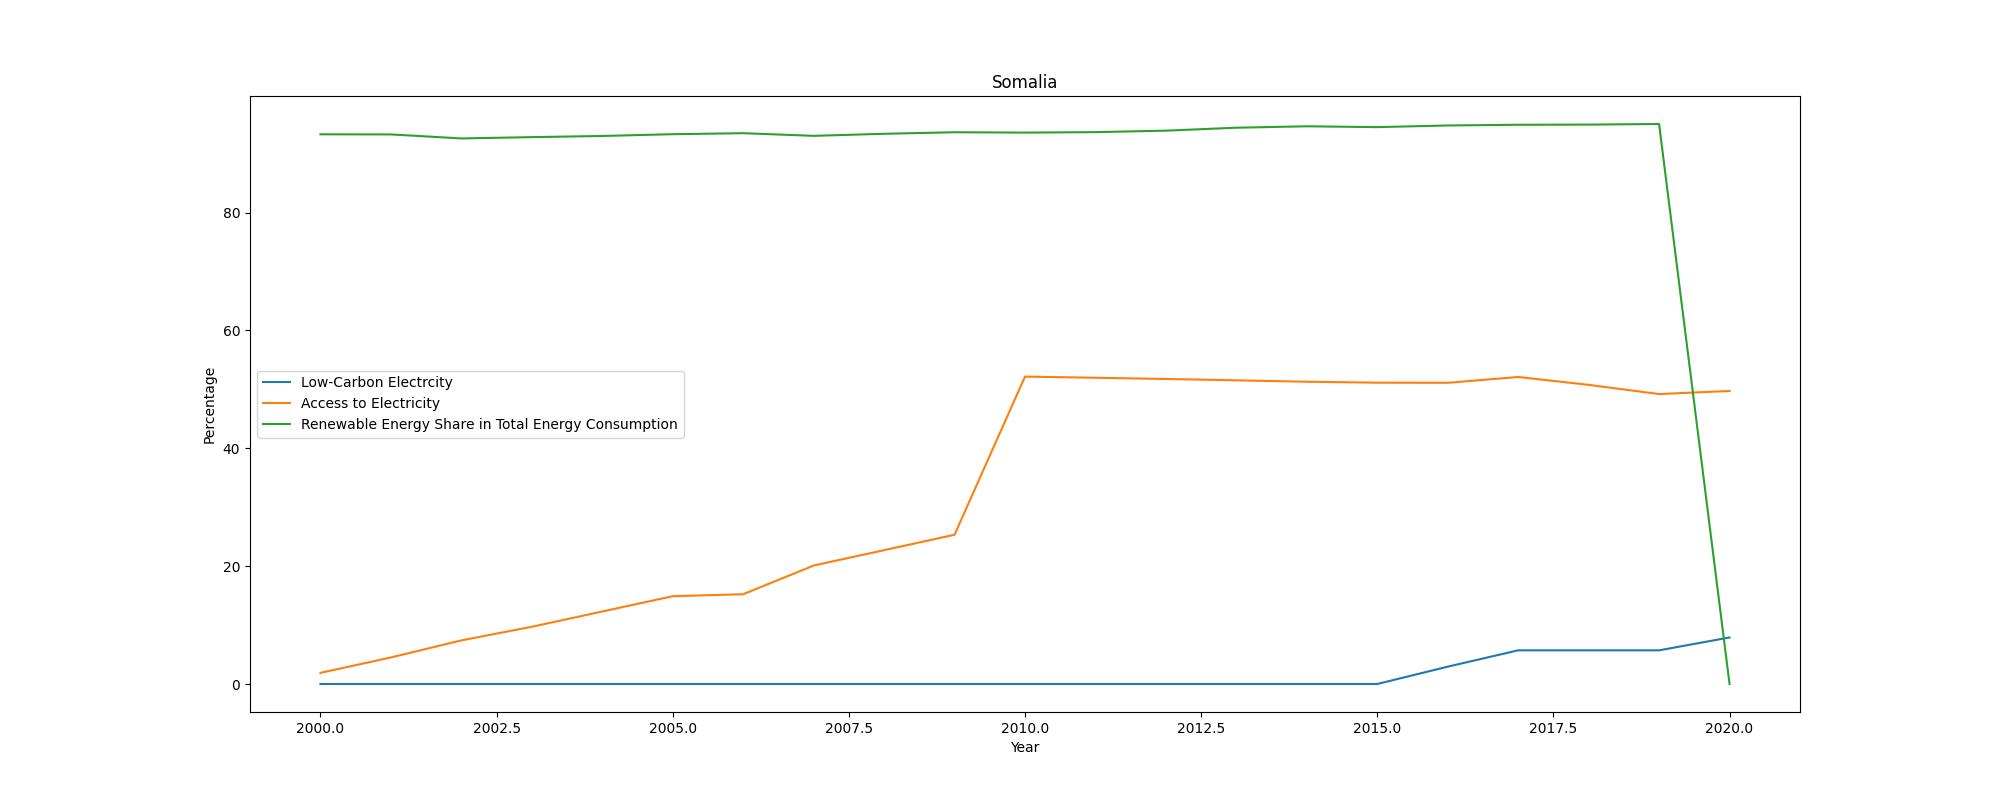 Somalia
Percentage
80
60
40
20
0
Low-Carbon Electrcity
Access to Electricity
Renewable Energy Share in Total Energy Consumption
2000.0 2002.5 2005.0 2007.5 2010.0 2012.5 2015.0 2017.5 2020.0
Year